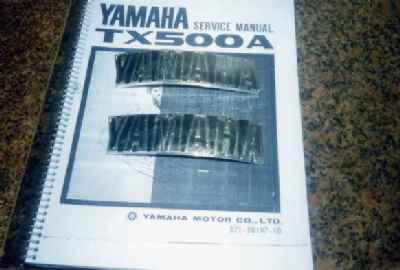 YAMAHA SERVICE MANUAL
TX500A
YAMAHA
YAMAHA
YAMAHA MOTOR CO., LTD.